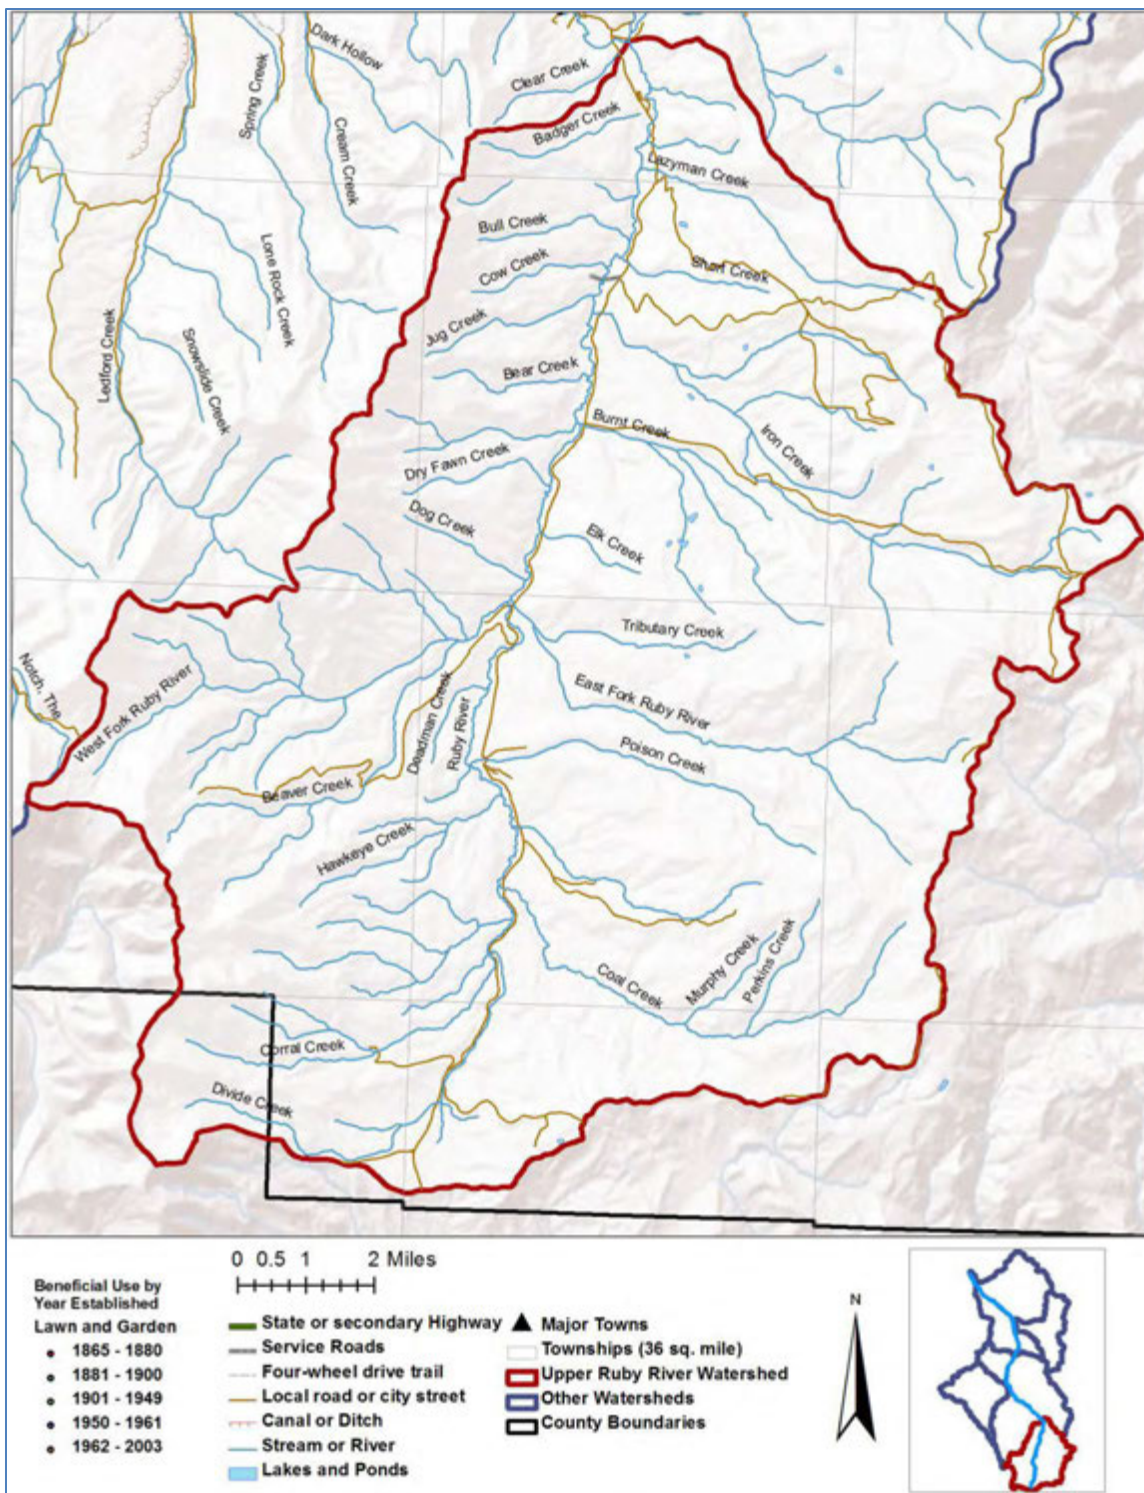 Dark Hollow
Clear Creek
Spring Creek
Badger Creek
Cream Creek
Lazyman Creek
Bull Creek
Lone Rock Creek
Cow Creek
Short Creek
Ledford Creek
Jug Creek
Snowslide Creek
Bear Creek
Burnt Creek
Iron Creek
Dry Fawn Creek
Dog Creek
Elk Creek
Tributary Creek
Notch, The
West Fork Ruby River
East Fork Ruby River
Deadman Creek
Ruby River
Poison Creek
Beaver Creek
Hawkeye Creek
Coal Creek
Murphy Creek
Perkins Creek
Corral Creek
Divide Creek
0 0.5 1 2 Miles
Beneficial Use by
Year Established
Lawn and Garden
1865 - 1880
1881 - 1900
1901 - 1949
1950 - 1961
1962 - 2003
State or secondary Highway
Service Roads
Four-wheel drive trail
Local road or city street
Canal or Ditch
Stream or River
Lakes and Ponds
Major Towns
Townships (36 sq. mile)
Upper Ruby River Watershed
Other Watersheds
County Boundaries
N